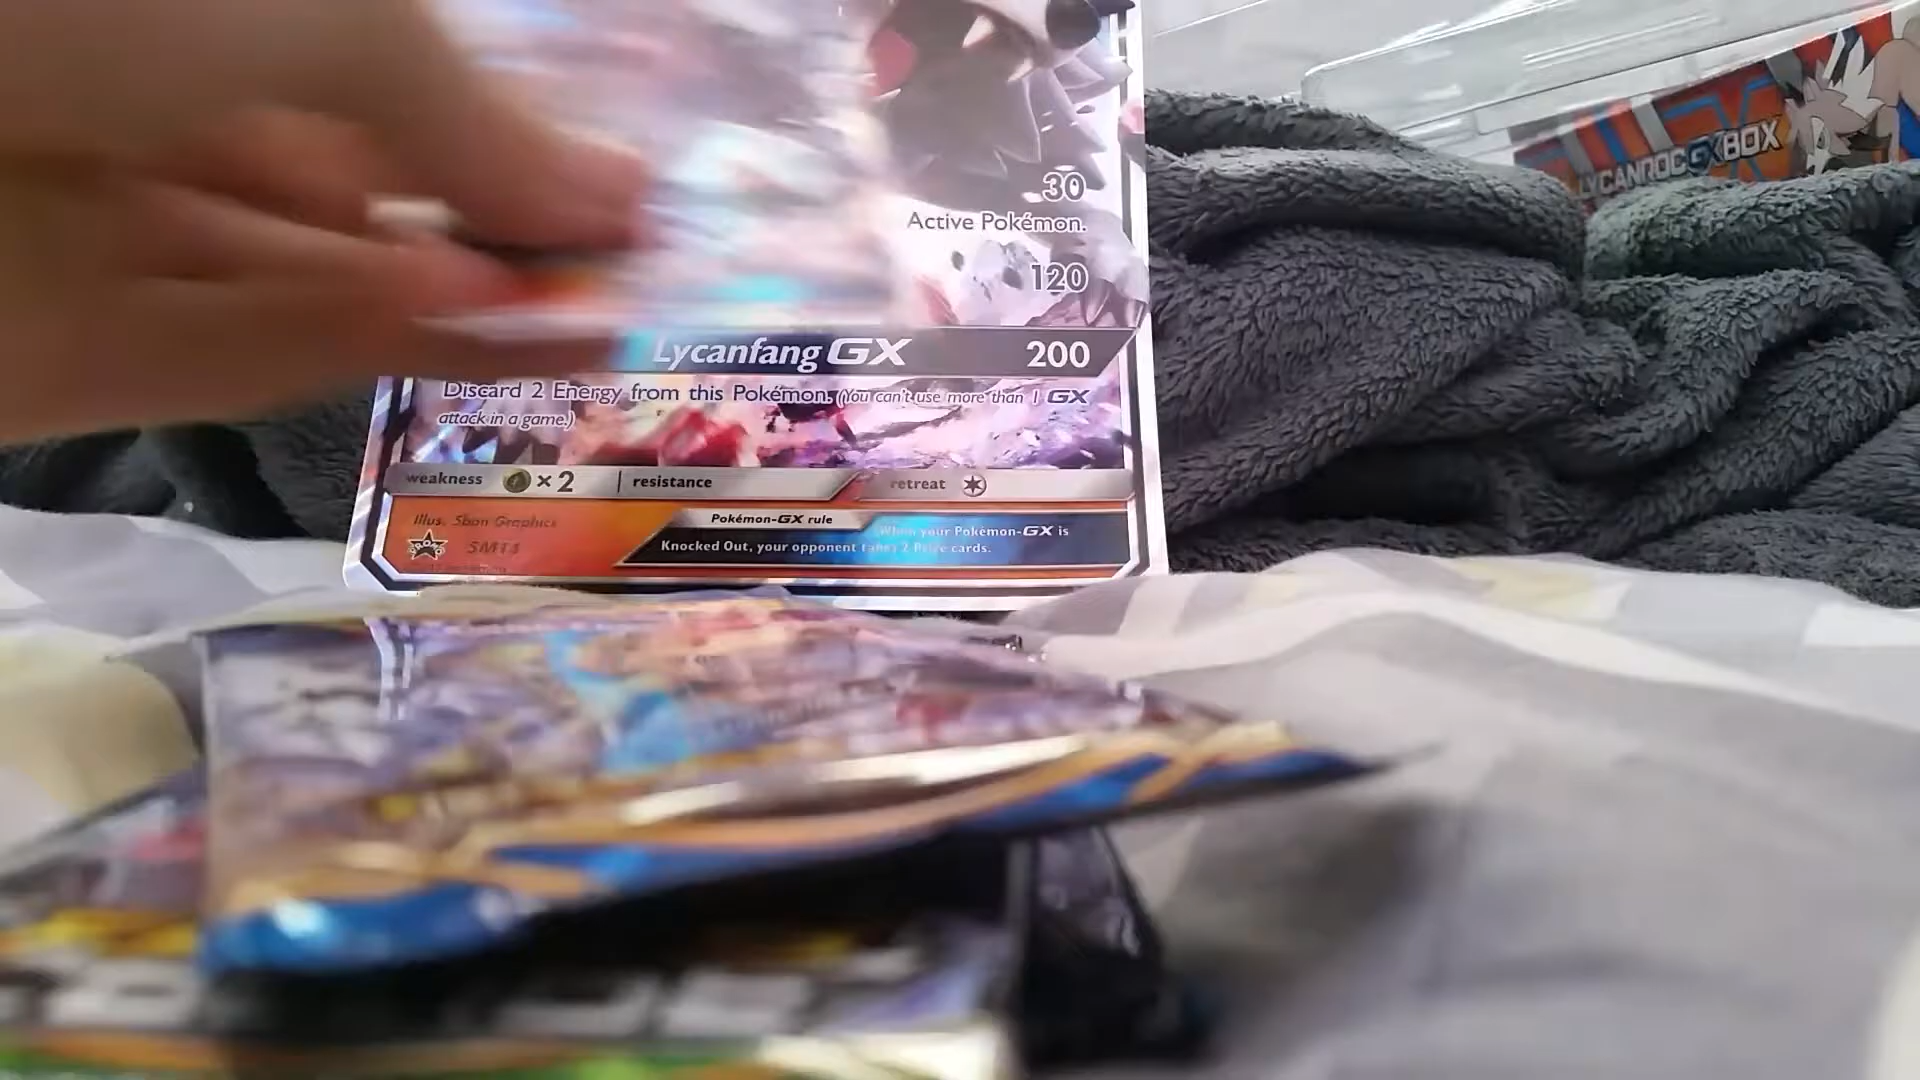 LYCANROC GX BOX
30
Active Pokémon.
120
Lycanfang GX 200
Discard 2 Energy from this Pokémon. (You can't use more than 1 GX
attack in a game.)
weakness × 2 resistance retreat
Illus. 5ban Graphics
Pokémon-GX rule
When your Pokémon-GX is
Knocked Out, your opponent takes 2 Prize cards.
PROMO
SM14